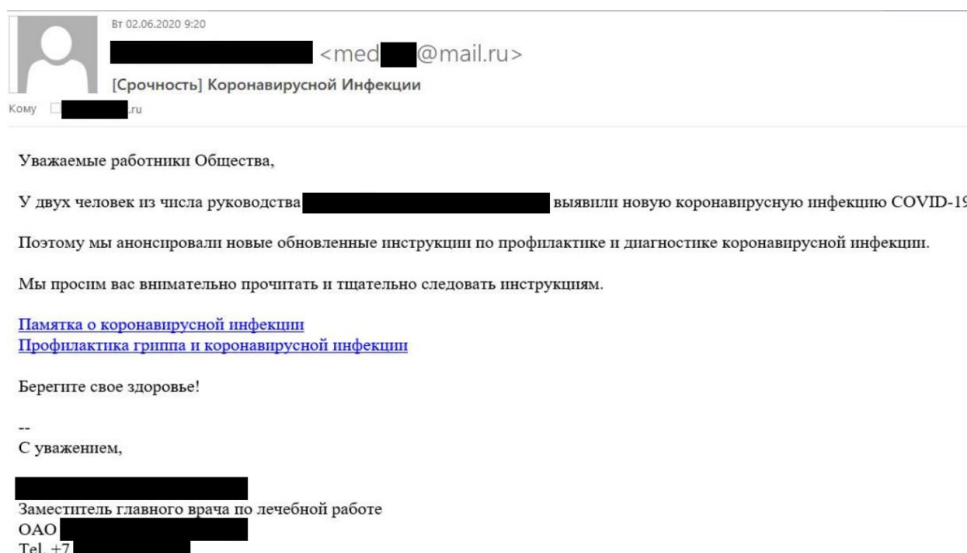 Вт 02.06.2020 9:20
<med @mail.ru>
[Срочность] Коронавирусной Инфекции
Кому .ru
Уважаемые работники Общества,
У двух человек из числа руководства выявили новую коронавирусную инфекцию COVID-19
Поэтому мы анонсировали новые обновленные инструкции по профилактике и диагностике коронавирусной инфекции.
Мы просим вас внимательно прочитать и тщательно следовать инструкциям.
Памятка о коронавирусной инфекции
Профилактика гриппа и коронавирусной инфекции
Берегите свое здоровье!
--
С уважением,
Заместитель главного врача по лечебной работе
ОАО
Tel. +7